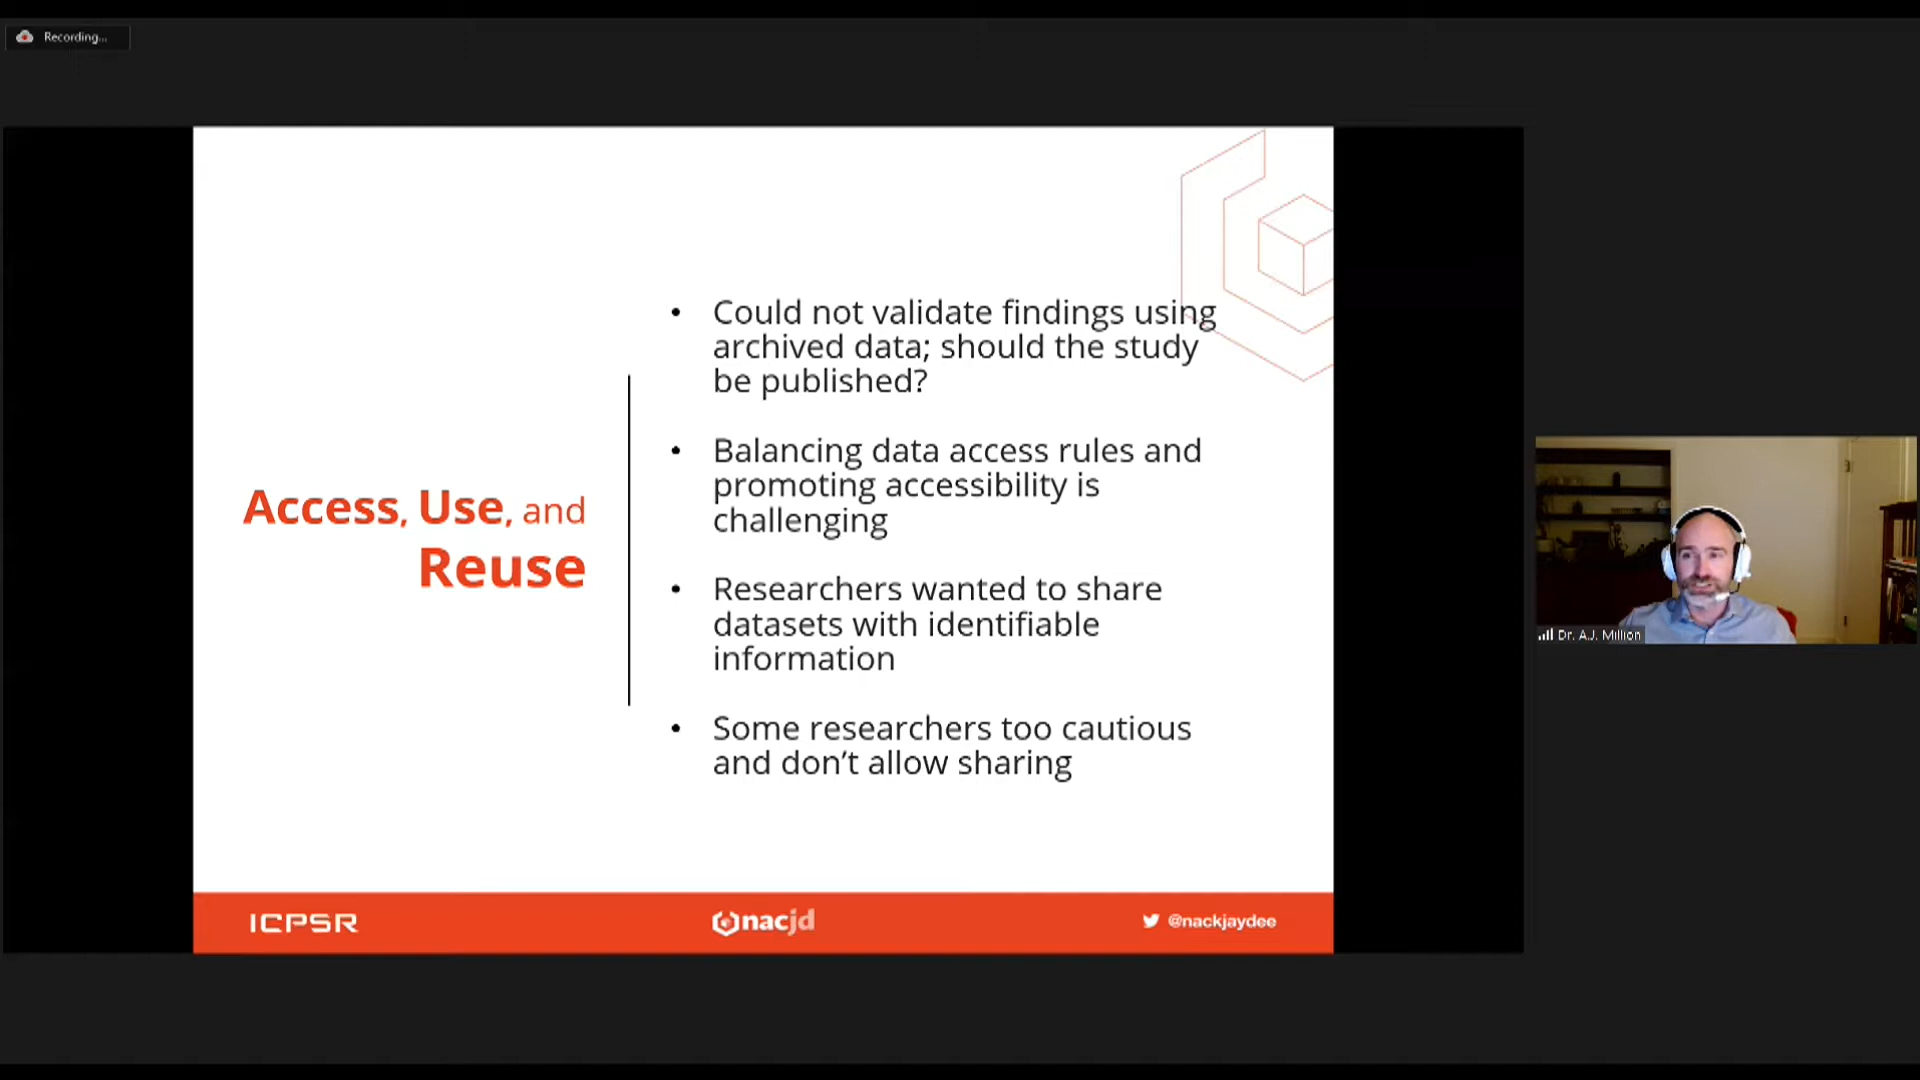 Recording...
Access, Use, and
Reuse
• Could not validate findings using
archived data; should the study
be published?
• Balancing data access rules and
promoting accessibility is
challenging
• Researchers wanted to share
datasets with identifiable
information
• Some researchers too cautious
and don’t allow sharing
ICPSR
nacjd
@nackjaydee
Dr. A.J. Million